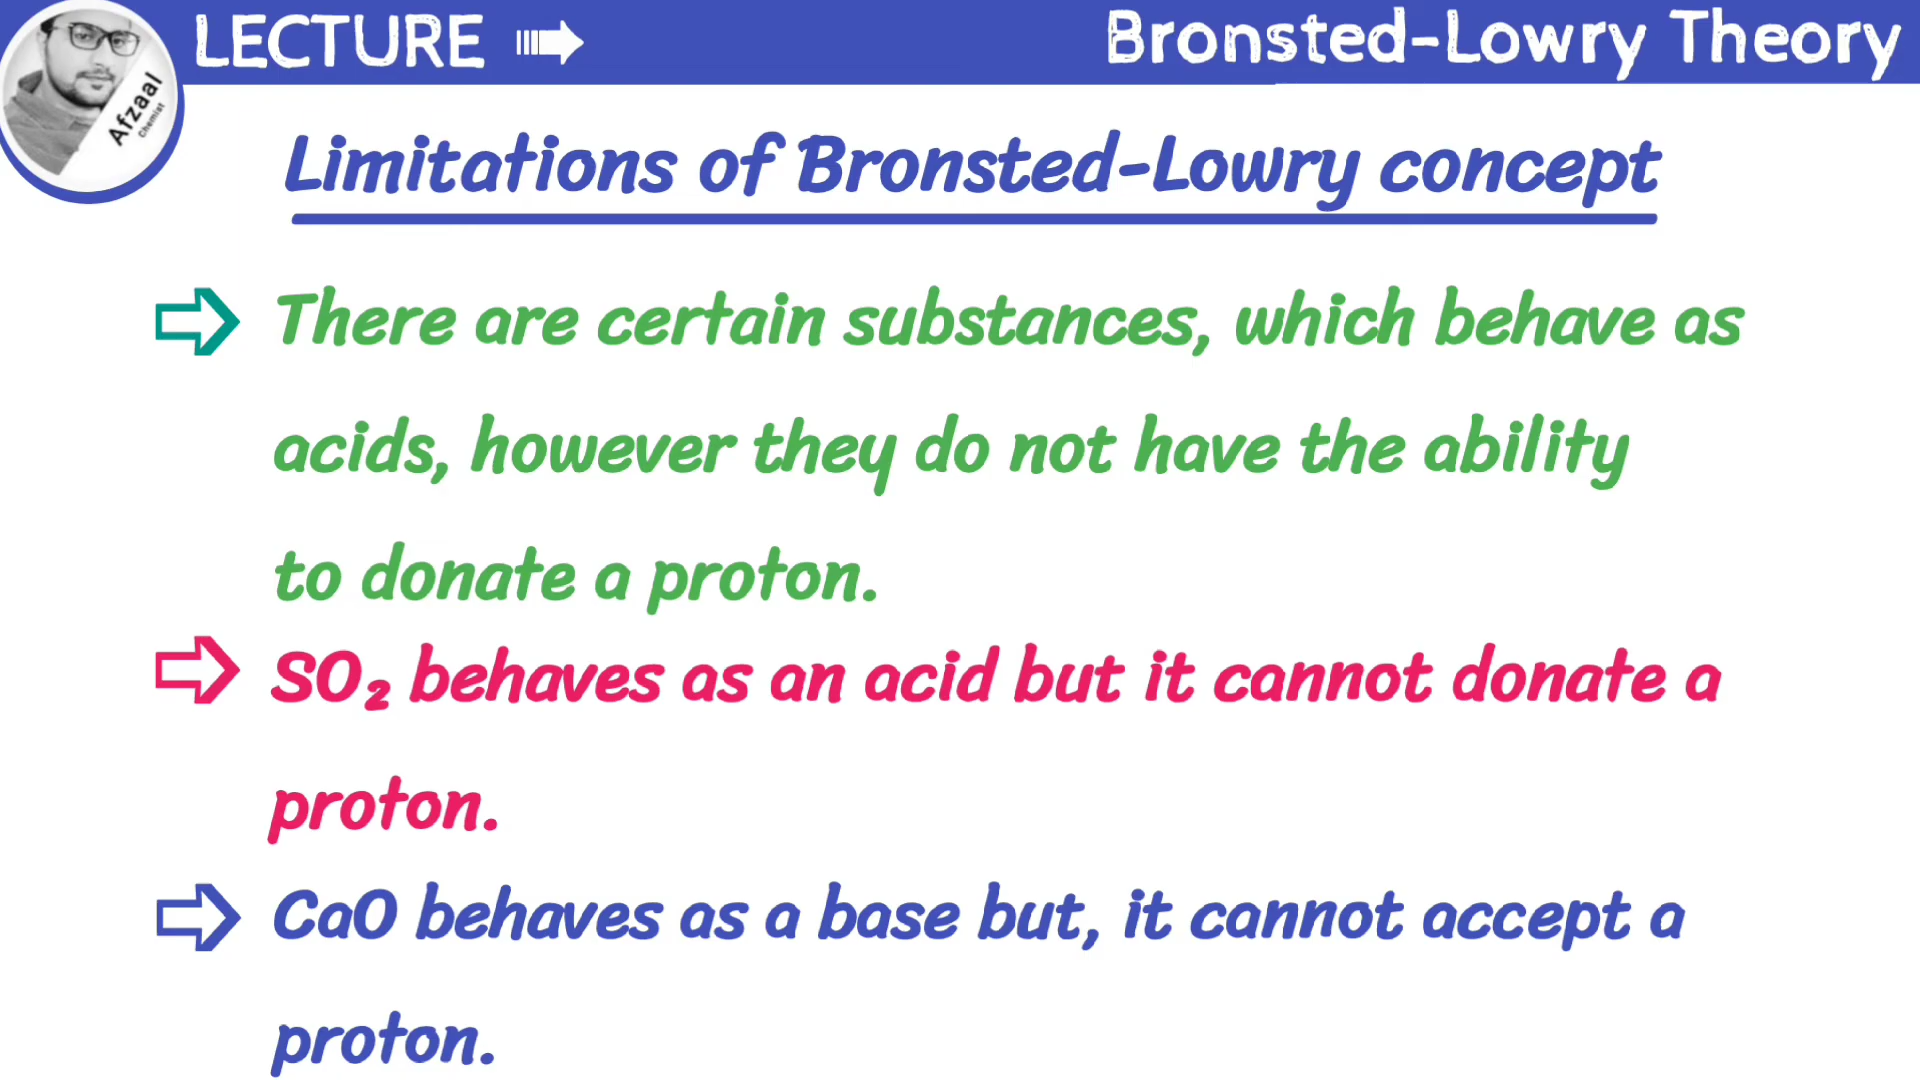 LECTURE
Bronsted-Lowry Theory
Afzaal
Chemist
Limitations of Bronsted-Lowry concept
There are certain substances, which behave as
acids, however they do not have the ability
to donate a proton.
SO₂ behaves as an acid but it cannot donate a
proton.
CaO behaves as a base but, it cannot accept a
proton.